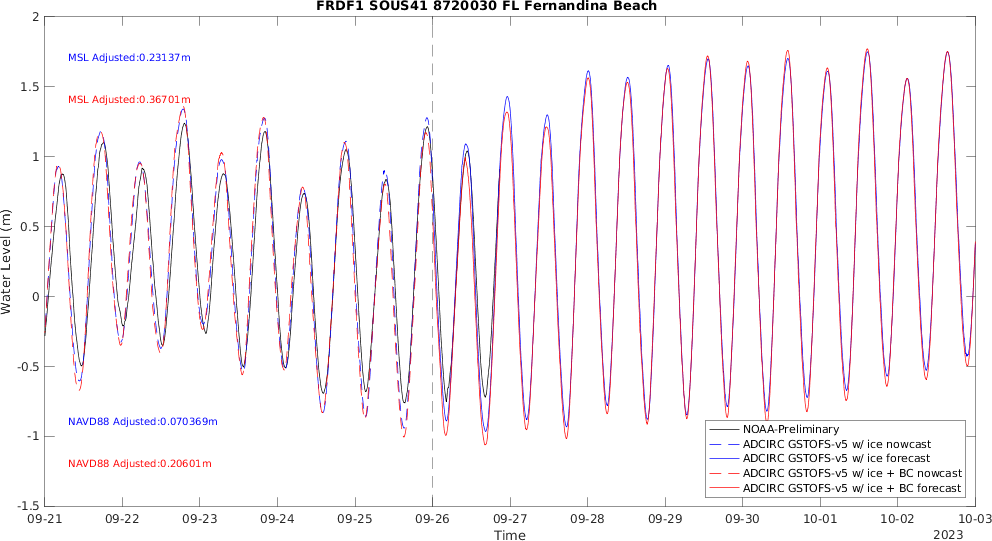 FRDF1 SOUS41 8720030 FL Fernandina Beach
2
1.5
1
0.5
0
-0.5
-1
-1.5
Water Level (m)
MSL Adjusted:0.23137m
MSL Adjusted:0.36701m
NAVD88 Adjusted:0.070369m
NAVD88 Adjusted:0.20601m
NOAA-Preliminary
ADCIRC GSTOFS-v5 w/ ice nowcast
ADCIRC GSTOFS-v5 w/ ice forecast
ADCIRC GSTOFS-v5 w/ ice + BC nowcast
ADCIRC GSTOFS-v5 w/ ice + BC forecast
09-21 09-22 09-23 09-24 09-25 09-26 09-27 09-28 09-29 09-30 10-01 10-02 10-03
Time
2023